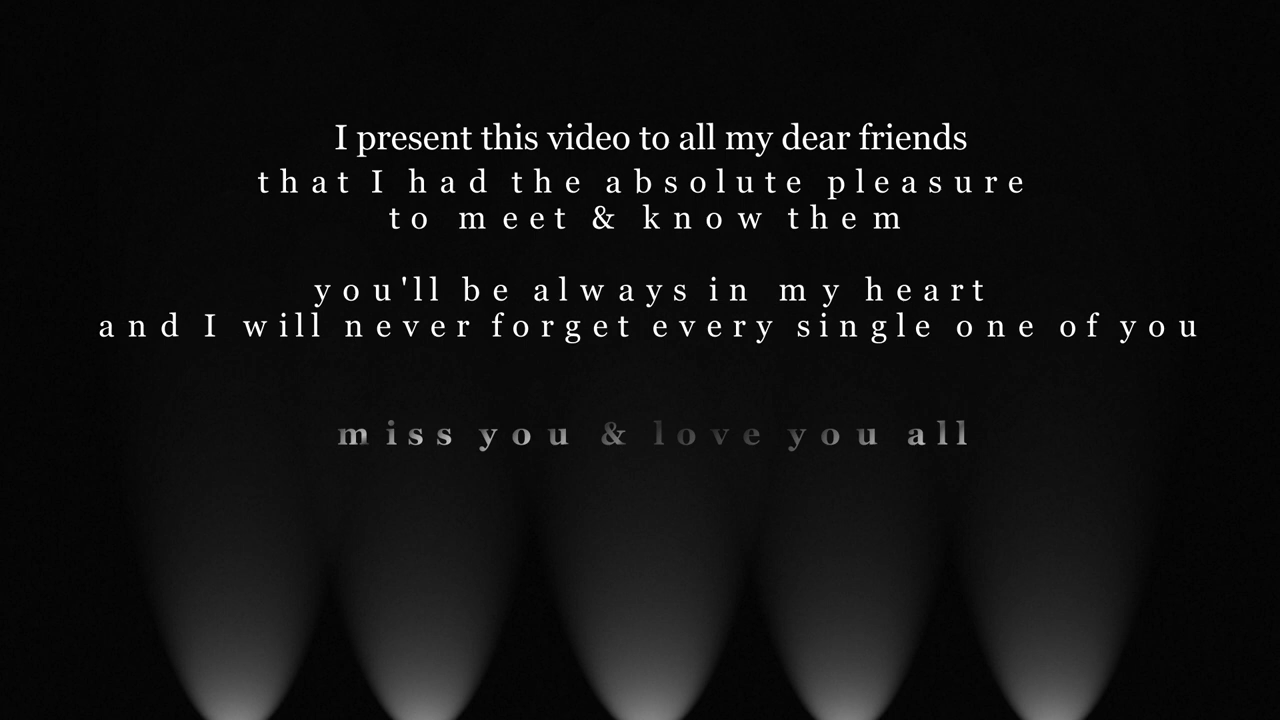 I present this video to all my dear friends
that I had the absolute pleasure
to meet & know them
you'll be always in my heart
and I will never forget every single one of you
miss you & love you all